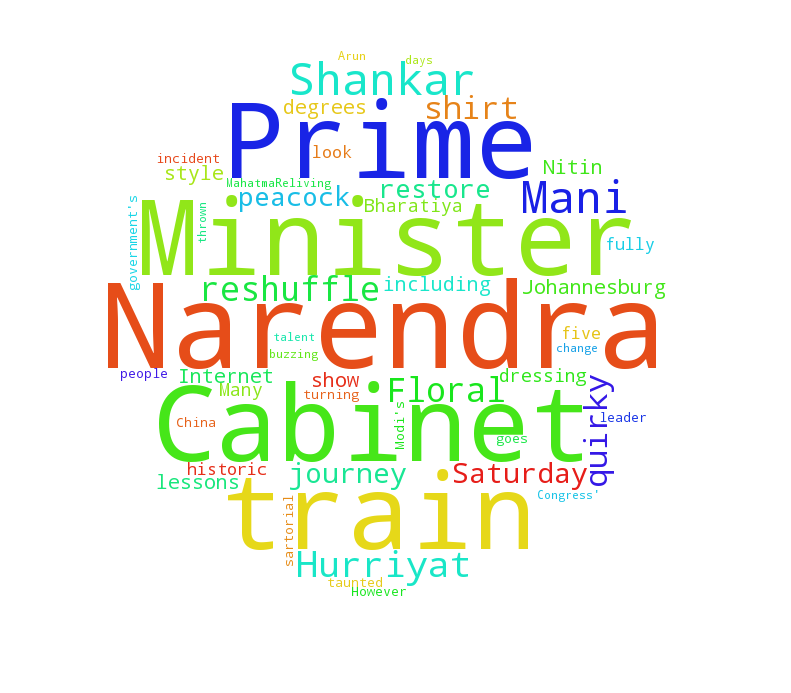 Arun
days
Shankar
degrees
shirt
Prime
look
incident
style
Nitin
MahatmaReliving
restore
peacock
Mani
Bharatiya
thrown
government's
Minister
fully
reshuffle
including
Johannesburg
Narendra
talent
five
buzzing
change
people
Internet
show
dressing
Many
turning
Floral
quirky
China
Modi's
leader
Cabinet
goes
historic
journey
Saturday
lessons
train
sartorial
Congress'
Hurriyat
taunted
However